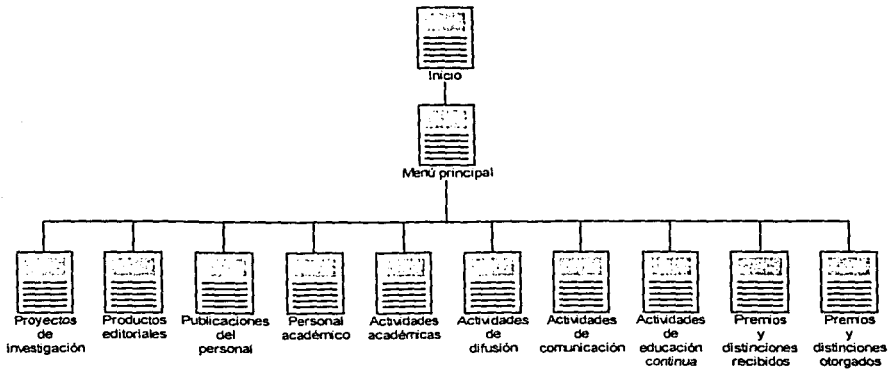 Inicio
Menú principal
Proyectos
de
investigación
Productos
editoriales
Publicaciones
del
personal
Personal
académico
Actividades
académicas
Actividades
de
difusión
Actividades
de
comunicación
Actividades
de
educación
continua
Premios
y
distinciones
recibidos
Premios
y
distinciones
otorgados